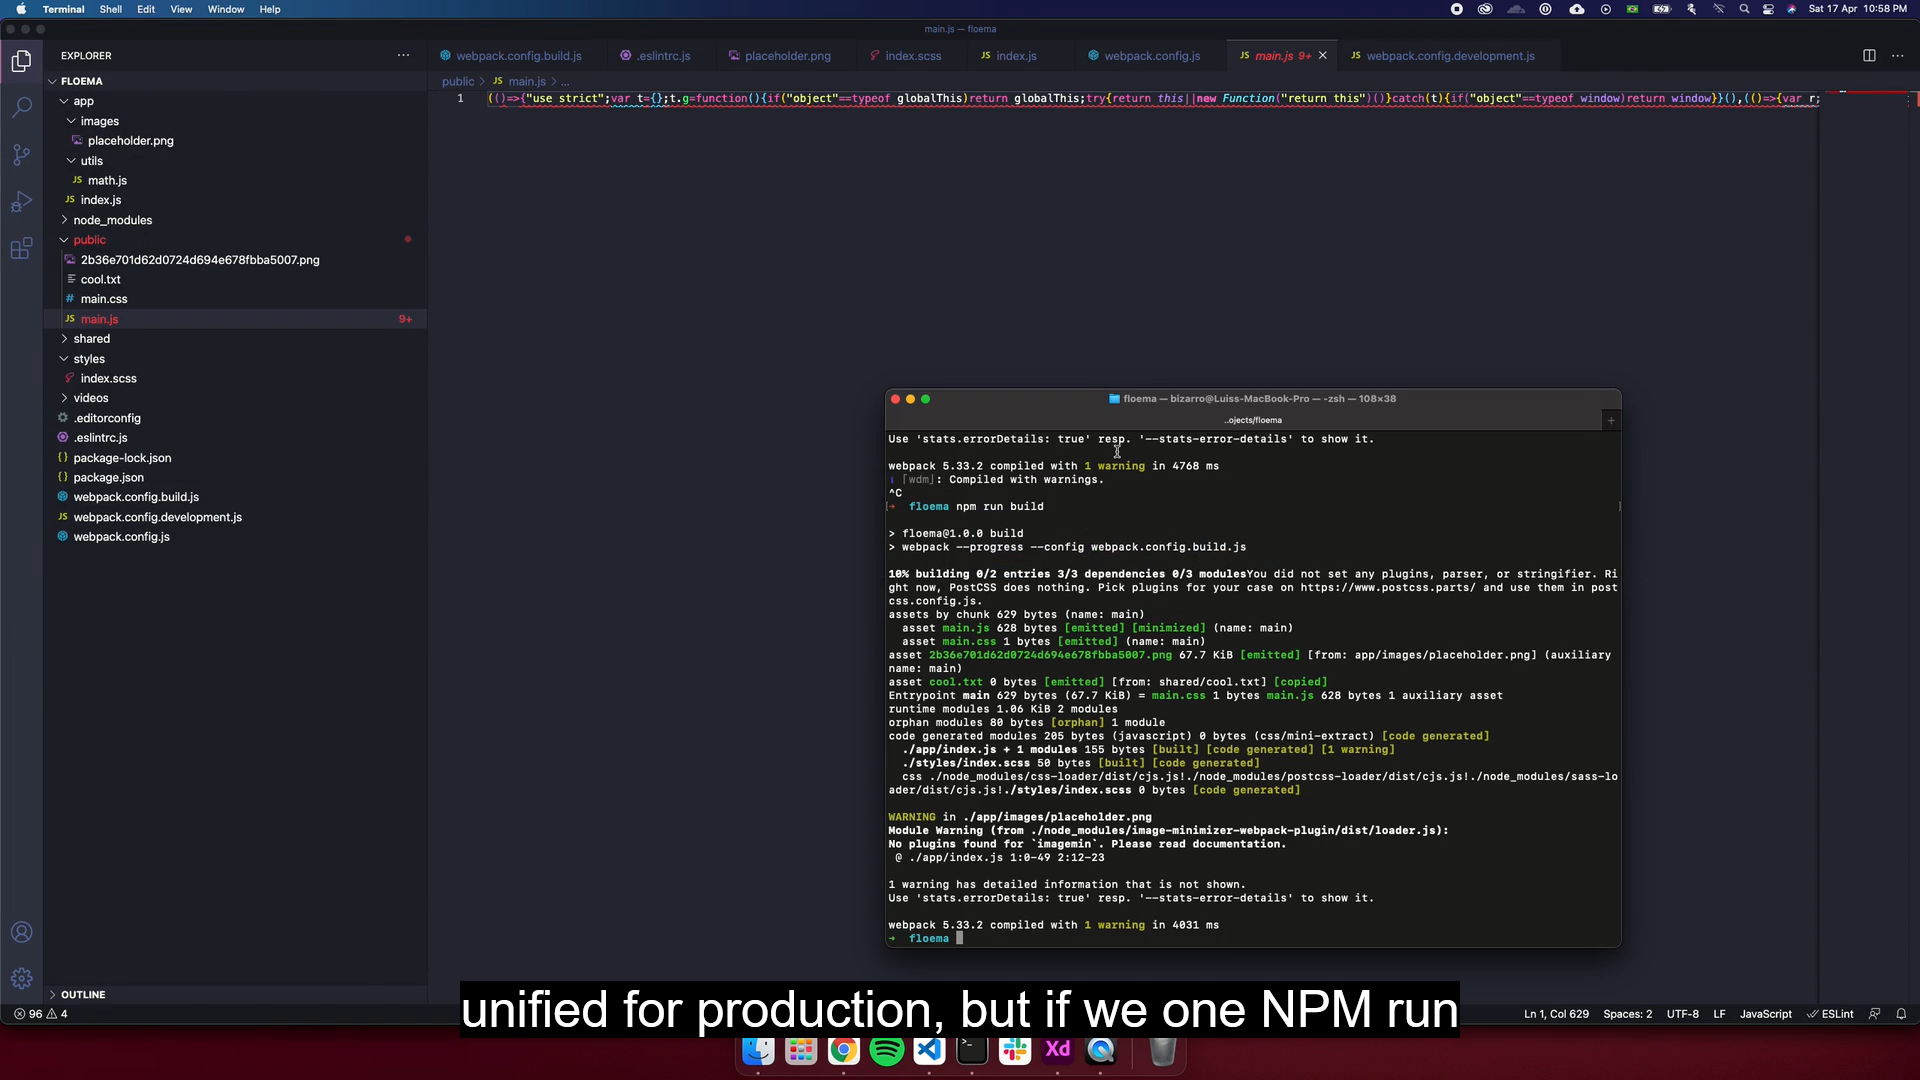 Terminal Shell Edit View Window Help
Sat 17 Apr 10:58 PM
main.js — floema
EXPLORER
webpack.config.build.js
.eslintrc.js
placeholder.png
index.scss
JS index.js
webpack.config.js
JS main.js 9+
JS webpack.config.development.js
FLOEMA
public > JS main.js > ...
1 (()=>{"use strict";var t={};t.g=function(){if("object"==typeof globalThis)return globalThis;try{return this||new Function("return this")()}catch(t){if("object"==typeof window)return window}}(),(()=>{var r;
app
images
placeholder.png
utils
JS math.js
JS index.js
node_modules
public
2b36e701d62d0724d694e678fbba5007.png
cool.txt
# main.css
JS main.js 9+
shared
styles
index.scss
videos
.editorconfig
.eslintrc.js
{} package-lock.json
{} package.json
webpack.config.build.js
JS webpack.config.development.js
webpack.config.js
floema — bizarro@Luiss-MacBook-Pro — -zsh — 108×38
..ojects/floema
Use 'stats.errorDetails: true' resp. '--stats-error-details' to show it.
webpack 5.33.2 compiled with 1 warning in 4768 ms
i ｢wdm｣: Compiled with warnings.
^C
→ floema npm run build
> floema@1.0.0 build
> webpack --progress --config webpack.config.build.js
10% building 0/2 entries 3/3 dependencies 0/3 modulesYou did not set any plugins, parser, or stringifier. Ri
ght now, PostCSS does nothing. Pick plugins for your case on https://www.postcss.parts/ and use them in post
css.config.js.
assets by chunk 629 bytes (name: main)
asset main.js 628 bytes [emitted] [minimized] (name: main)
asset main.css 1 bytes [emitted] (name: main)
asset 2b36e701d62d0724d694e678fbba5007.png 67.7 KiB [emitted] [from: app/images/placeholder.png] (auxiliary
name: main)
asset cool.txt 0 bytes [emitted] [from: shared/cool.txt] [copied]
Entrypoint main 629 bytes (67.7 KiB) = main.css 1 bytes main.js 628 bytes 1 auxiliary asset
runtime modules 1.06 KiB 2 modules
orphan modules 80 bytes [orphan] 1 module
code generated modules 205 bytes (javascript) 0 bytes (css/mini-extract) [code generated]
./app/index.js + 1 modules 155 bytes [built] [code generated] [1 warning]
./styles/index.scss 50 bytes [built] [code generated]
css ./node_modules/css-loader/dist/cjs.js!./node_modules/postcss-loader/dist/cjs.js!./node_modules/sass-lo
ader/dist/cjs.js!./styles/index.scss 0 bytes [code generated]
WARNING in ./app/images/placeholder.png
Module Warning (from ./node_modules/image-minimizer-webpack-plugin/dist/loader.js):
No plugins found for `imagemin`. Please read documentation.
@ ./app/index.js 1:0-49 2:12-23
1 warning has detailed information that is not shown.
Use 'stats.errorDetails: true' resp. '--stats-error-details' to show it.
webpack 5.33.2 compiled with 1 warning in 4031 ms
→ floema
OUTLINE
unified for production, but if we one NPM run
96 4
Ln 1, Col 629 Spaces: 2 UTF-8 LF JavaScript ESLint
Xd